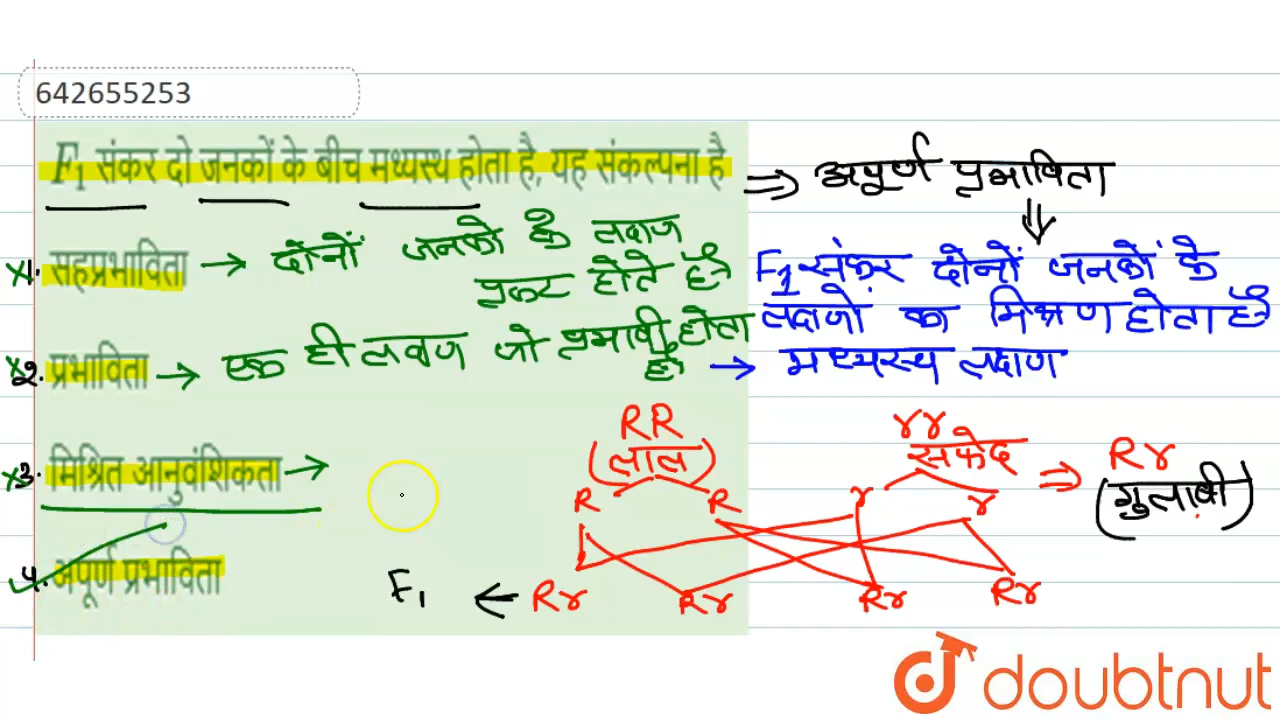 642655253
F₁ संकर दो जनकों के बीच मध्यस्थ होता है, यह संकल्पना है
⇒ अपूर्ण प्रभाविता
⇓
F₁ संकर दोनों जनकों के
लक्षणों का मिश्रण होता है
→ मध्यस्थ लक्षण
×1. सहप्रभाविता → दोनों जनको के लक्षण
प्रकट होते है
×2. प्रभाविता → एक ही लक्षण जो प्रभावी होता
है
×3. मिश्रित आनुवंशिकता →
4. अपूर्ण प्रभाविता
RR
(लाल)
rr
सफेद
⇒ Rr
(गुलाबी)
R R r r
F₁ ← Rr Rr Rr Rr
doubtnut